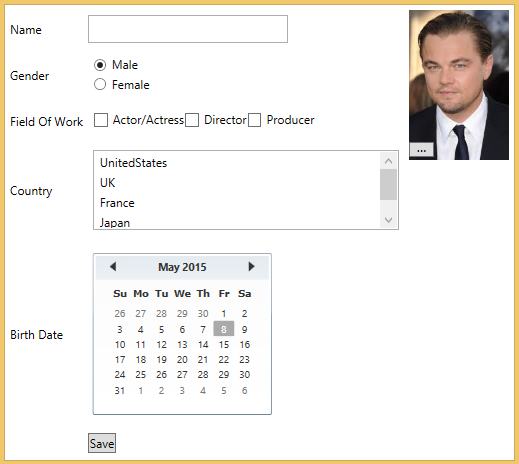 Name
Gender
Male
Female
Field Of Work
Actor/Actress
Director
Producer
...
Country
UnitedStates
UK
France
Japan
Birth Date
May 2015
Su Mo Tu We Th Fr Sa
26 27 28 29 30 1 2
3 4 5 6 7 8 9
10 11 12 13 14 15 16
17 18 19 20 21 22 23
24 25 26 27 28 29 30
31 1 2 3 4 5 6
Save